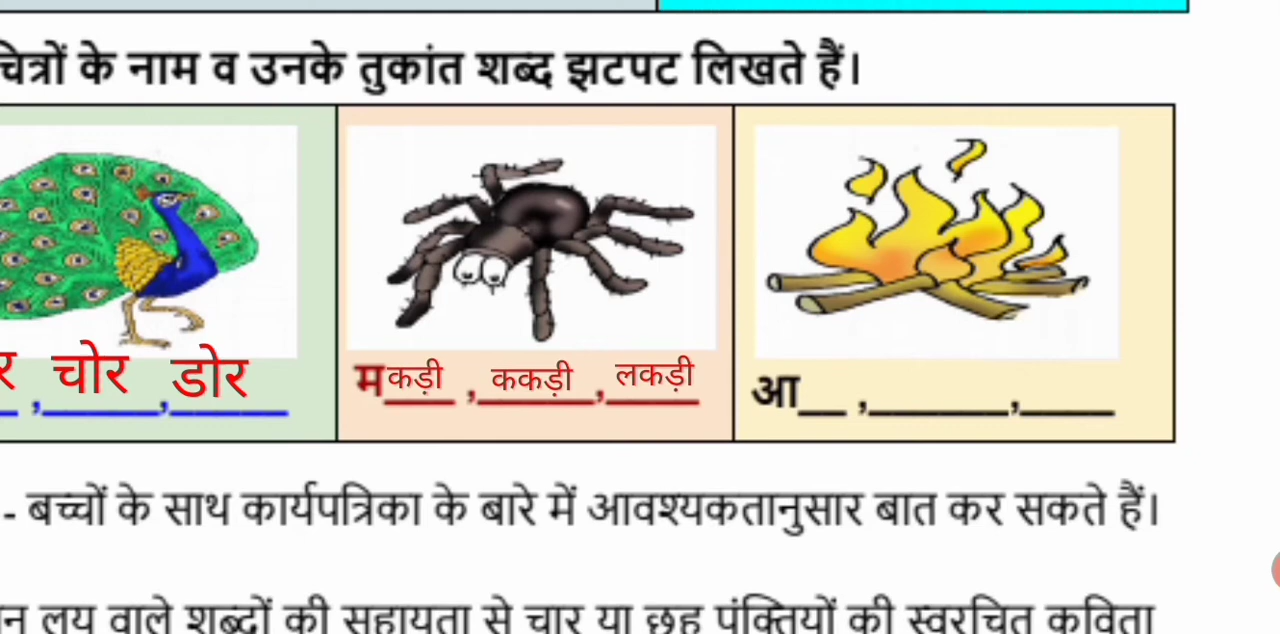 चित्रों के नाम व उनके तुकांत शब्द झटपट लिखते हैं।
र ,चोर, डोर
मकड़ी ,ककड़ी,लकड़ी
आ__ ,______,____
- बच्चों के साथ कार्यपत्रिका के बारे में आवश्यकतानुसार बात कर सकते हैं।
न लय वाले शब्दों की सहायता से चार या छह पंक्तियों की स्वरचित कविता